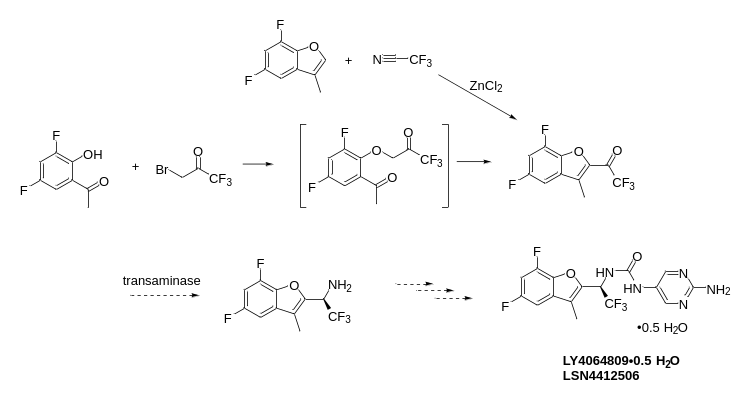 F
O
F
+
N
CF3
ZnCl2
F
OH
O
F
+
Br
O
CF3
F
O
O
CF3
F
O
F
O
O
F
CF3
transaminase
F
O
NH2
F
CF3
F
O
HN
O
HN
N
NH2
N
F
CF3
•0.5 H2O
LY4064809•0.5 H2O
LSN4412506